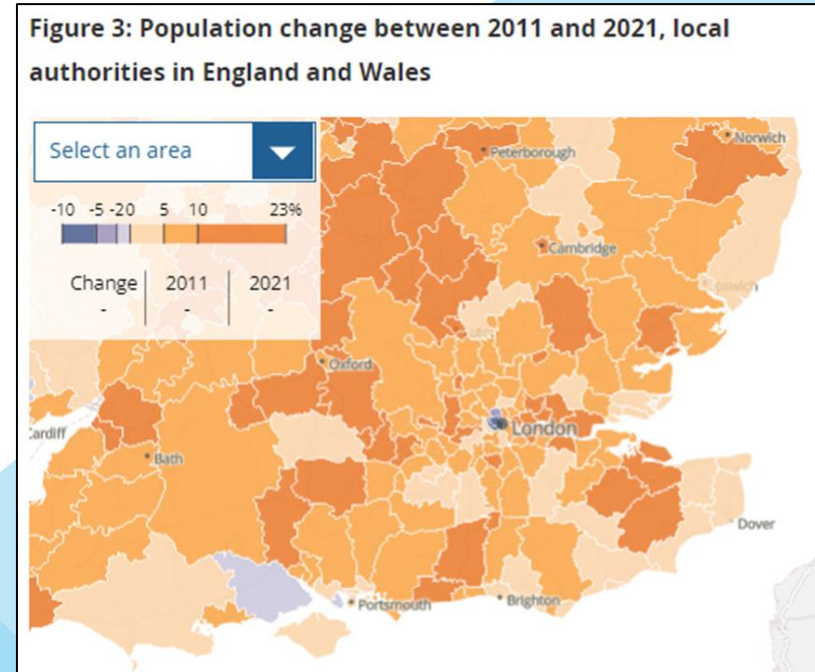 Figure 3: Population change between 2011 and 2021, local
authorities in England and Wales
Select an area
-10 -5 -2 0 5 10 23%
Change 2011 2021
- - -
Norwich
Peterborough
Cambridge
Oxford
London
Bath
Dover
Portsmouth
Brighton